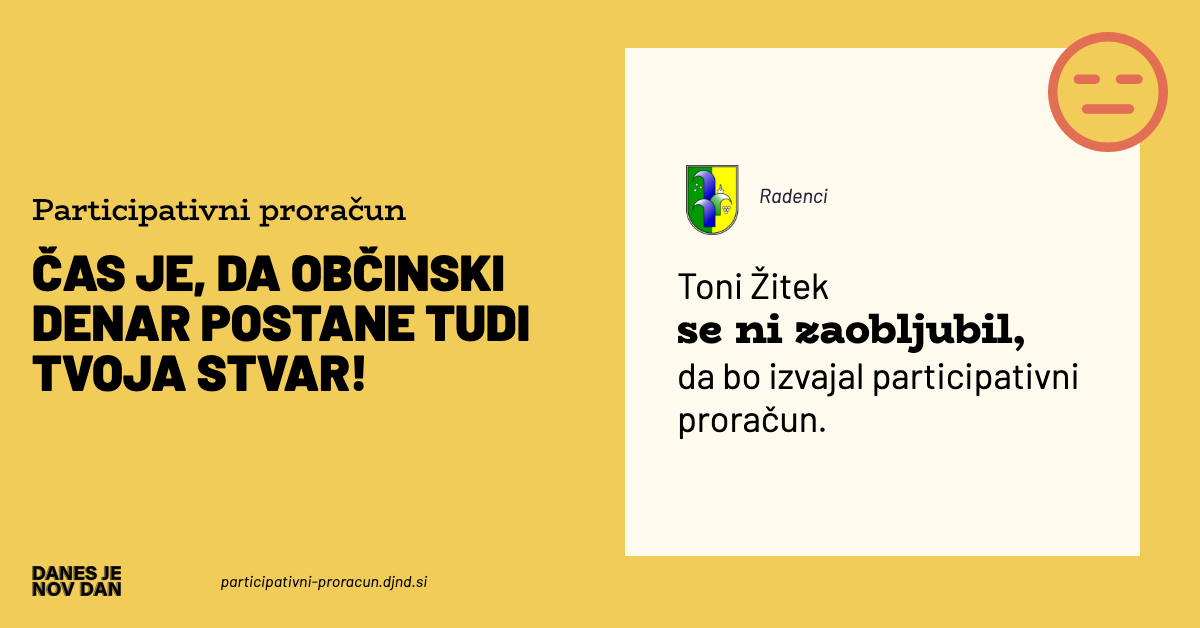 Participativni proračun
ČAS JE, DA OBČINSKI
DENAR POSTANE TUDI
TVOJA STVAR!
DANES JE
NOV DAN
participativni-proracun.djnd.si
Radenci
Toni Žitek
se ni zaobljubil,
da bo izvajal participativni
proračun.